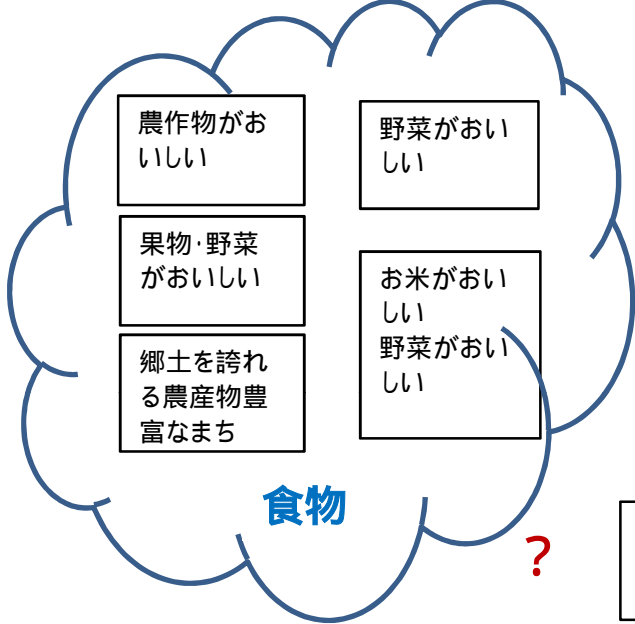 農作物がお
いしい
果物・野菜
がおいしい
郷土を誇れ
る農産物豊
富なまち
野菜がおい
しい
お米がおい
しい
野菜がおい
しい
食物
？